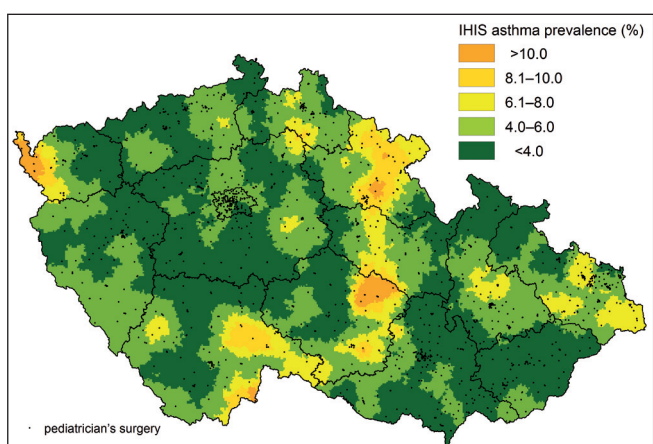 IHIS asthma prevalence (%)
>10.0
8.1–10.0
6.1–8.0
4.0–6.0
<4.0
pediatrician's surgery